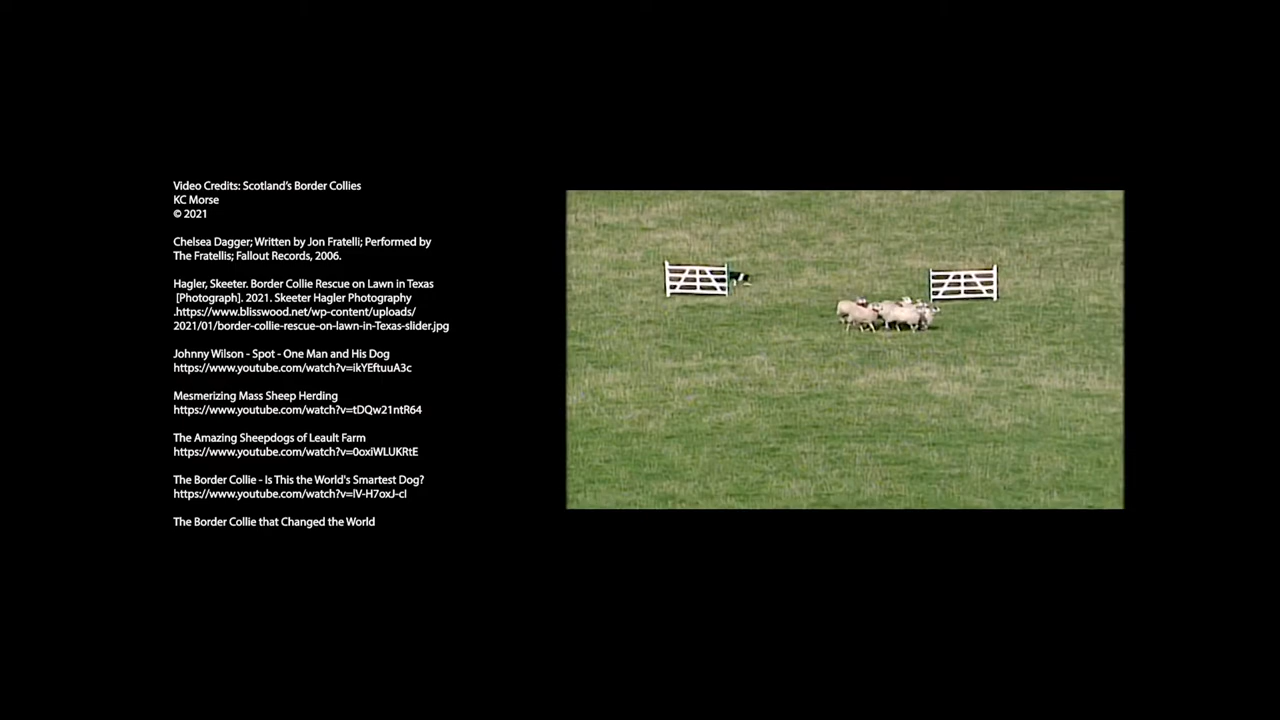 Video Credits: Scotland's Border Collies
KC Morse
© 2021
Chelsea Dagger; Written by Jon Fratelli; Performed by
The Fratellis; Fallout Records, 2006.
Hagler, Skeeter. Border Collie Rescue on Lawn in Texas
[Photograph]. 2021. Skeeter Hagler Photography
.https://www.blisswood.net/wp-content/uploads/
2021/01/border-collie-rescue-on-lawn-in-Texas-slider.jpg
Johnny Wilson - Spot - One Man and His Dog
https://www.youtube.com/watch?v=ikYEftuuA3c
Mesmerizing Mass Sheep Herding
https://www.youtube.com/watch?v=tDQw21ntR64
The Amazing Sheepdogs of Leault Farm
https://www.youtube.com/watch?v=0oxiWLUKRtE
The Border Collie - Is This the World's Smartest Dog?
https://www.youtube.com/watch?v=lV-H7oxJ-cI
The Border Collie that Changed the World